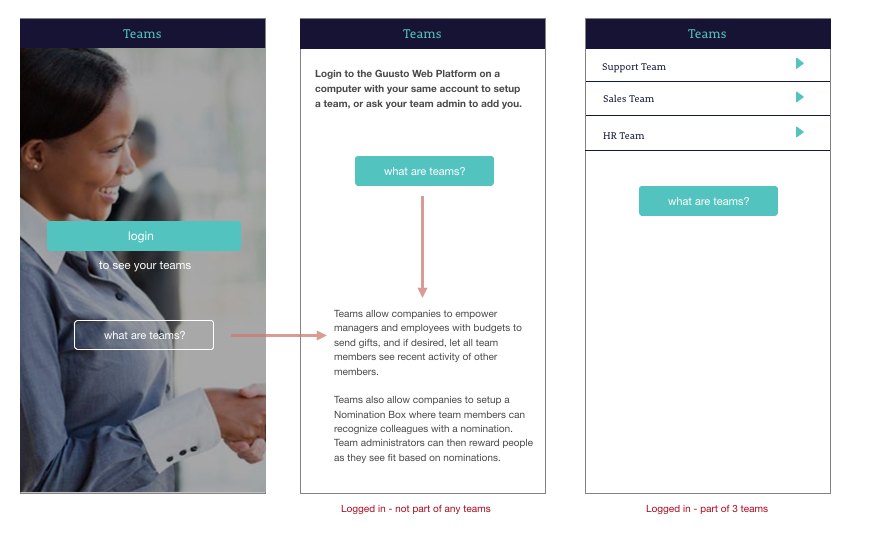 Teams
login
to see your teams
what are teams?
Teams
Login to the Guusto Web Platform on a
computer with your same account to setup
a team, or ask your team admin to add you.
what are teams?
Teams allow companies to empower
managers and employees with budgets to
send gifts, and if desired, let all team
members see recent activity of other
members.
Teams also allow companies to setup a
Nomination Box where team members can
recognize colleagues with a nomination.
Team administrators can then reward people
as they see fit based on nominations.
Logged in - not part of any teams
Teams
Support Team
Sales Team
HR Team
what are teams?
Logged in - part of 3 teams